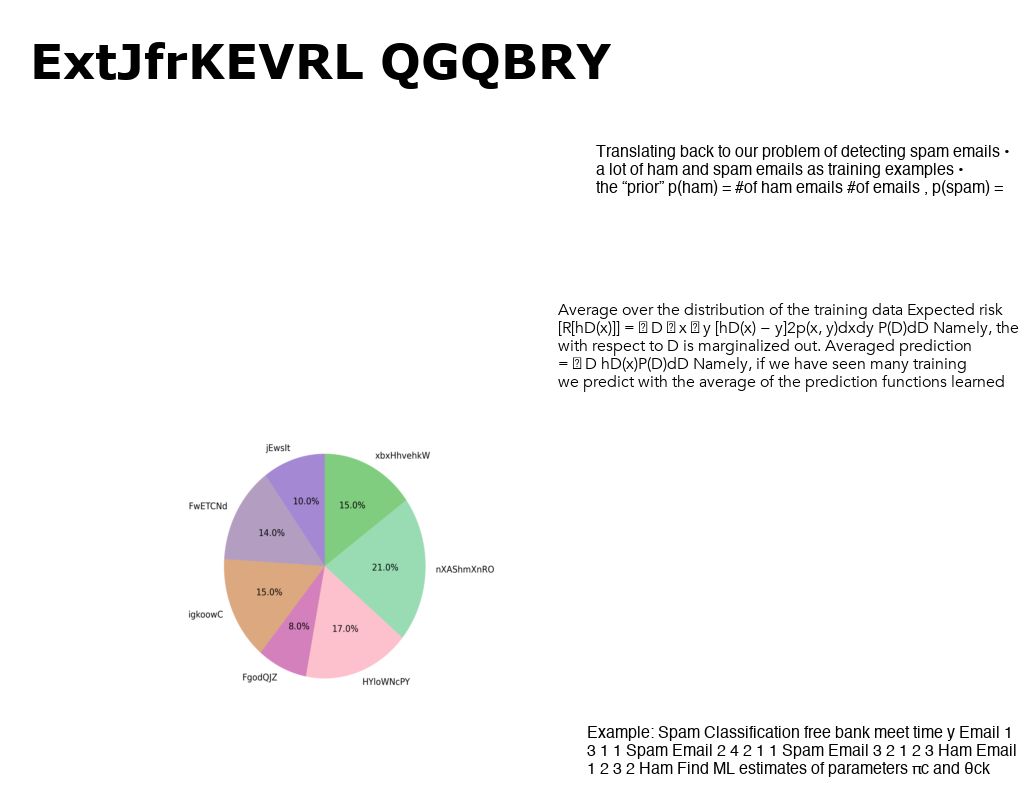 ExtJfrKEVRL QGQBRY
Translating back to our problem of detecting spam emails •
a lot of ham and spam emails as training examples •
the “prior” p(ham) = #of ham emails #of emails , p(spam) =
Average over the distribution of the training data Expected risk
[R[hD(x)]] = D x y [hD(x) − y]2p(x, y)dxdy P(D)dD Namely, the
with respect to D is marginalized out. Averaged prediction
= D hD(x)P(D)dD Namely, if we have seen many training
we predict with the average of the prediction functions learned
jEwsIt
xbxHhvehkW
FwETCNd
10.0%
15.0%
14.0%
21.0%
nXAShmXnRO
15.0%
igkoowC
8.0%
17.0%
FgodQJZ
HYloWNcPY
Example: Spam Classification free bank meet time y Email 1
3 1 1 Spam Email 2 4 2 1 1 Spam Email 3 2 1 2 3 Ham Email
1 2 3 2 Ham Find ML estimates of parameters πc and θck